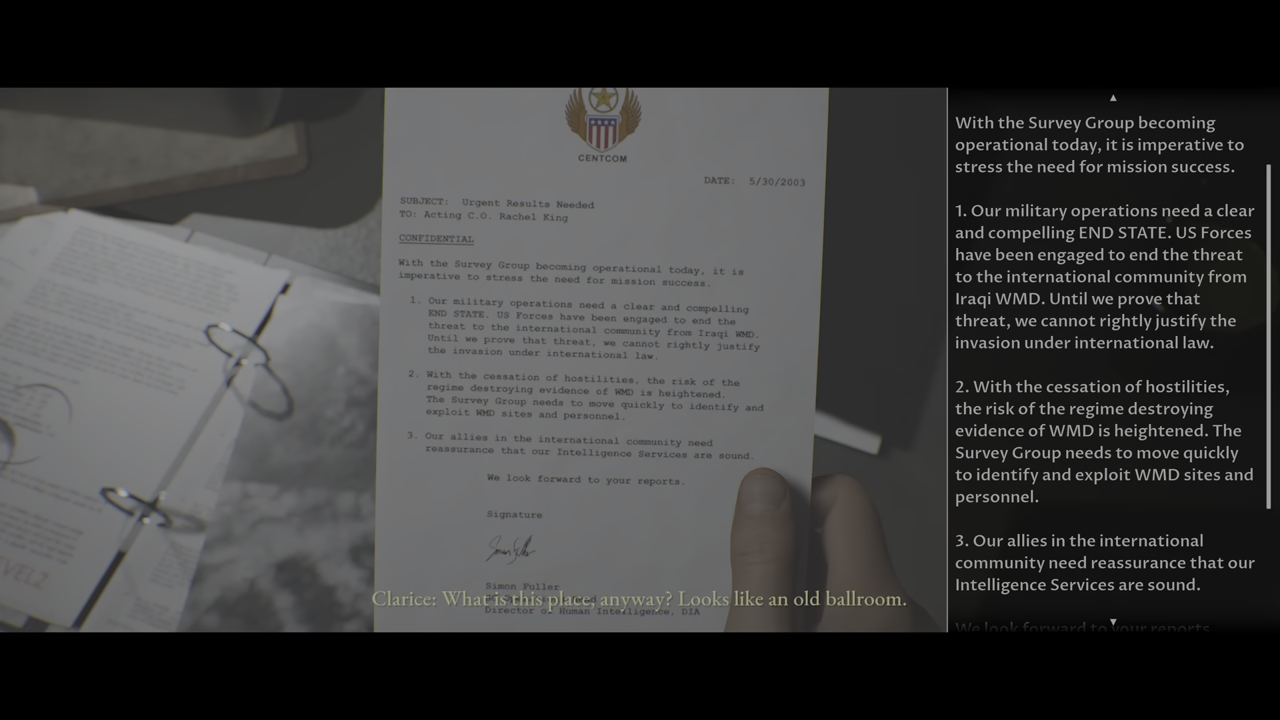 CENTCOM
DATE: 5/30/2003
SUBJECT: Urgent Results Needed
TO: Acting C.O. Rachel King
CONFIDENTIAL
With the Survey Group becoming operational today, it is
imperative to stress the need for mission success.
1. Our military operations need a clear and compelling
END STATE. US Forces have been engaged to end the
threat to the international community from Iraqi WMD.
Until we prove that threat, we cannot rightly justify
the invasion under international law.
2. With the cessation of hostilities, the risk of the
regime destroying evidence of WMD is heightened.
The Survey Group needs to move quickly to identify and
exploit WMD sites and personnel.
3. Our allies in the international community need
reassurance that our Intelligence Services are sound.
We look forward to your reports.
Signature
Simon Fuller
Director of Human Intelligence, DIA
Clarice: What is this place, anyway? Looks like an old ballroom.
With the Survey Group becoming
operational today, it is imperative to
stress the need for mission success.
1. Our military operations need a clear
and compelling END STATE. US Forces
have been engaged to end the threat
to the international community from
Iraqi WMD. Until we prove that
threat, we cannot rightly justify the
invasion under international law.
2. With the cessation of hostilities,
the risk of the regime destroying
evidence of WMD is heightened. The
Survey Group needs to move quickly
to identify and exploit WMD sites and
personnel.
3. Our allies in the international
community need reassurance that our
Intelligence Services are sound.
We look forward to your reports.